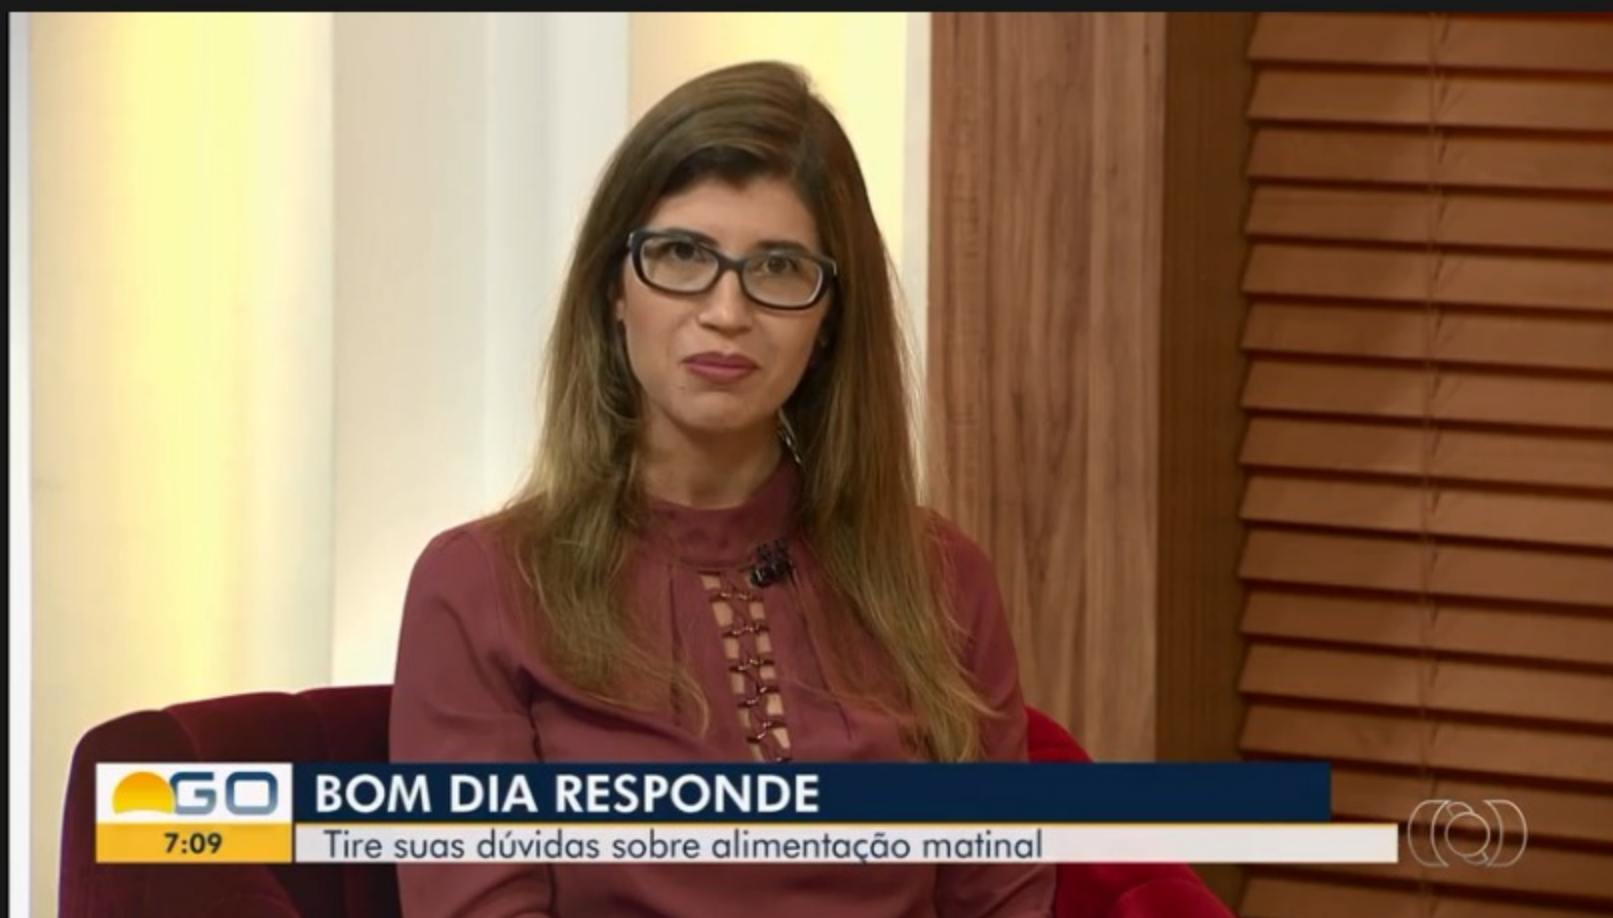 GO
BOM DIA RESPONDE
7:09
Tire suas dúvidas sobre alimentação matinal